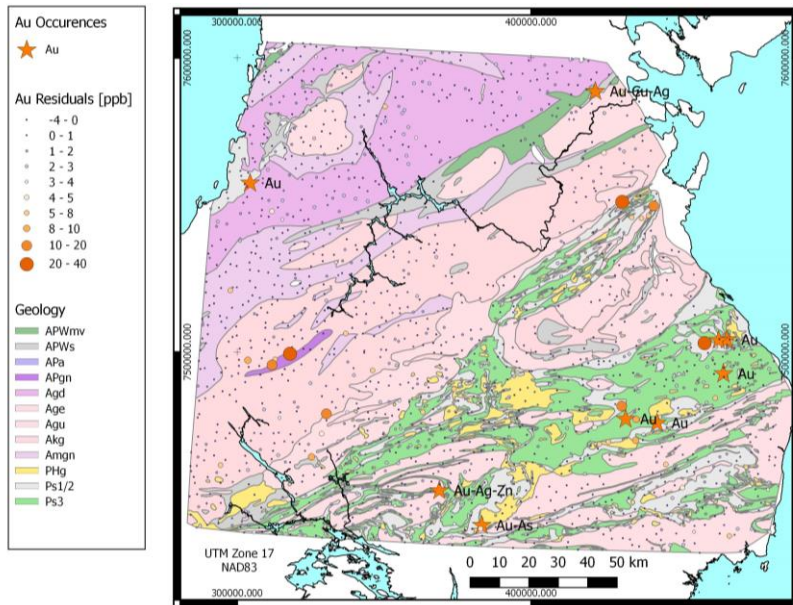 Au Occurences
Au
Au Residuals [ppb]
-4 - 0
0 - 1
1 - 2
2 - 3
3 - 4
4 - 5
5 - 8
8 - 10
10 - 20
20 - 40
Geology
APWmv
APWs
APa
APgn
Agd
Age
Agu
Akg
Amgn
PHg
Ps1/2
Ps3
300000.000
400000.000
7600000.000
7600000.000
Au-Cu-Ag
Au
7500000.000
7500000.000
Au
Au
Au
Au
Au-Ag-Zn
Au-As
UTM Zone 17
NAD83
0 10 20 30 40 50 km
300000.000
400000.000